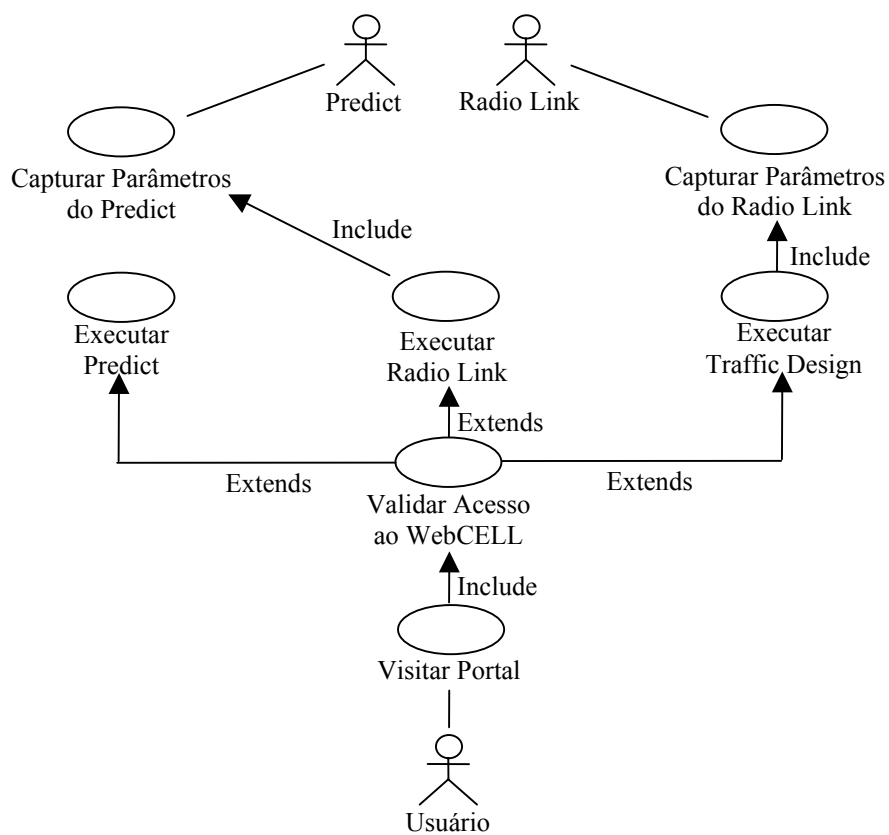 Predict
Radio Link
Capturar Parâmetros
do Predict
Capturar Parâmetros
do Radio Link
Include
Include
Executar
Predict
Executar
Radio Link
Executar
Traffic Design
Extends
Extends
Extends
Validar Acesso
ao WebCELL
Include
Visitar Portal
Usuário